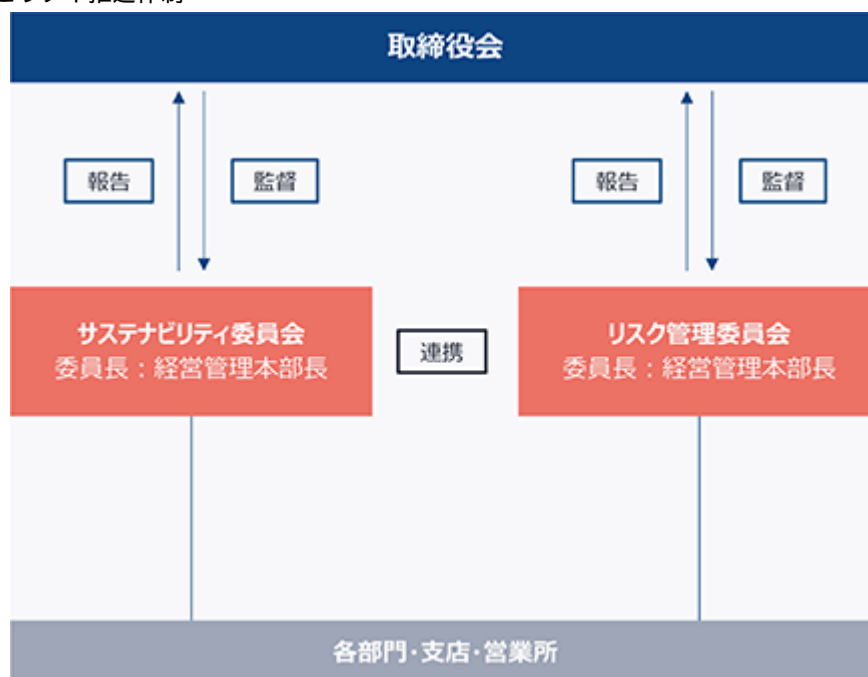 取締役会
報告
監督
報告
監督
サステナビリティ委員会
委員長：経営管理本部長
連携
リスク管理委員会
委員長：経営管理本部長
各部門・支店・営業所